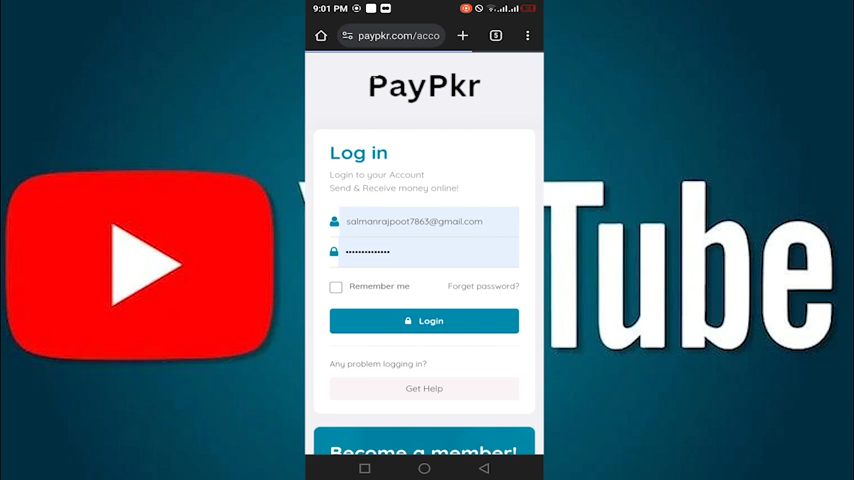 9:01 PM
paypkr.com/acco
5
PayPkr
Log in
Login to your Account
Send & Receive money online!
salmanrajpoot7863@gmail.com
••••••••••••••
Remember me
Forget password?
Login
Any problem logging in?
Get Help
Become a member!
Tube